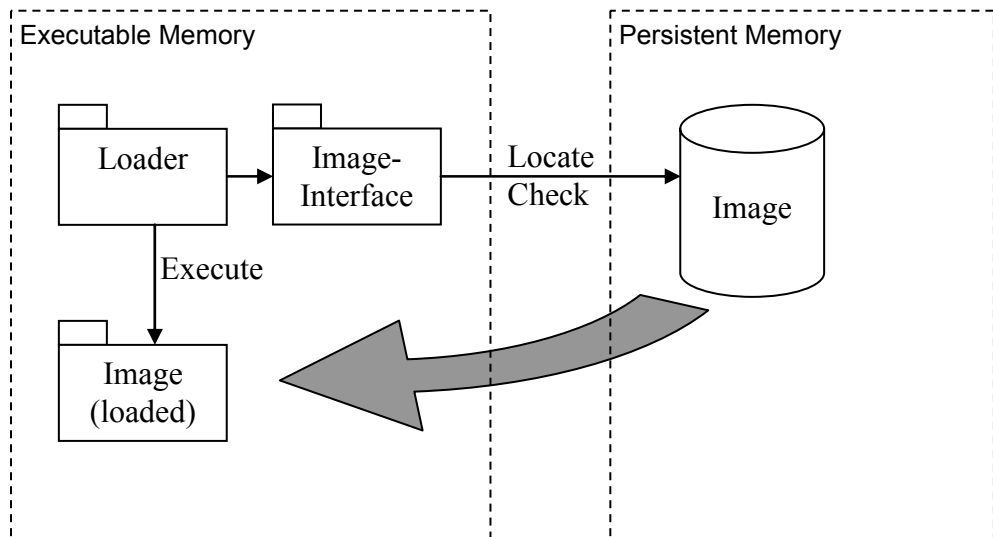 Executable Memory
Persistent Memory
Loader
Image-
Interface
Locate
Check
Image
Execute
Image
(loaded)